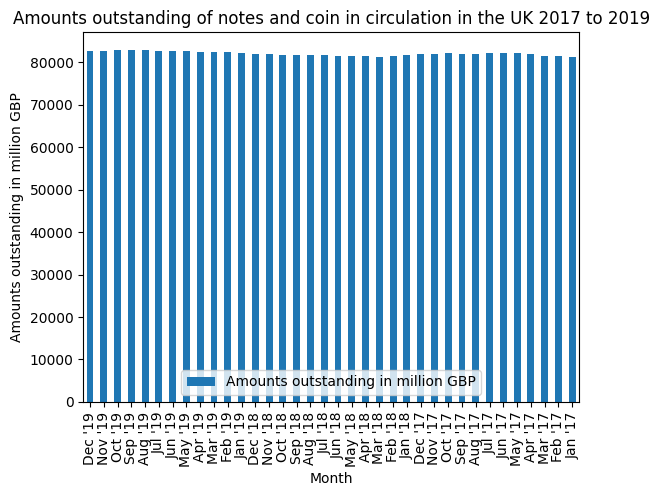 Amounts outstanding of notes and coin in circulation in the UK 2017 to 2019
Amounts outstanding in million GBP
80000
70000
60000
50000
40000
30000
20000
10000
0
Amounts outstanding in million GBP
Dec '19
Nov '19
Oct '19
Sep '19
Aug '19
Jul '19
Jun '19
May '19
Apr '19
Mar '19
Feb '19
Jan '19
Dec '18
Nov '18
Oct '18
Sep '18
Aug '18
Jul '18
Jun '18
May '18
Apr '18
Mar '18
Feb '18
Jan '18
Dec '17
Nov '17
Oct '17
Sep '17
Aug '17
Jul '17
Jun '17
May '17
Apr '17
Mar '17
Feb '17
Jan '17
Month